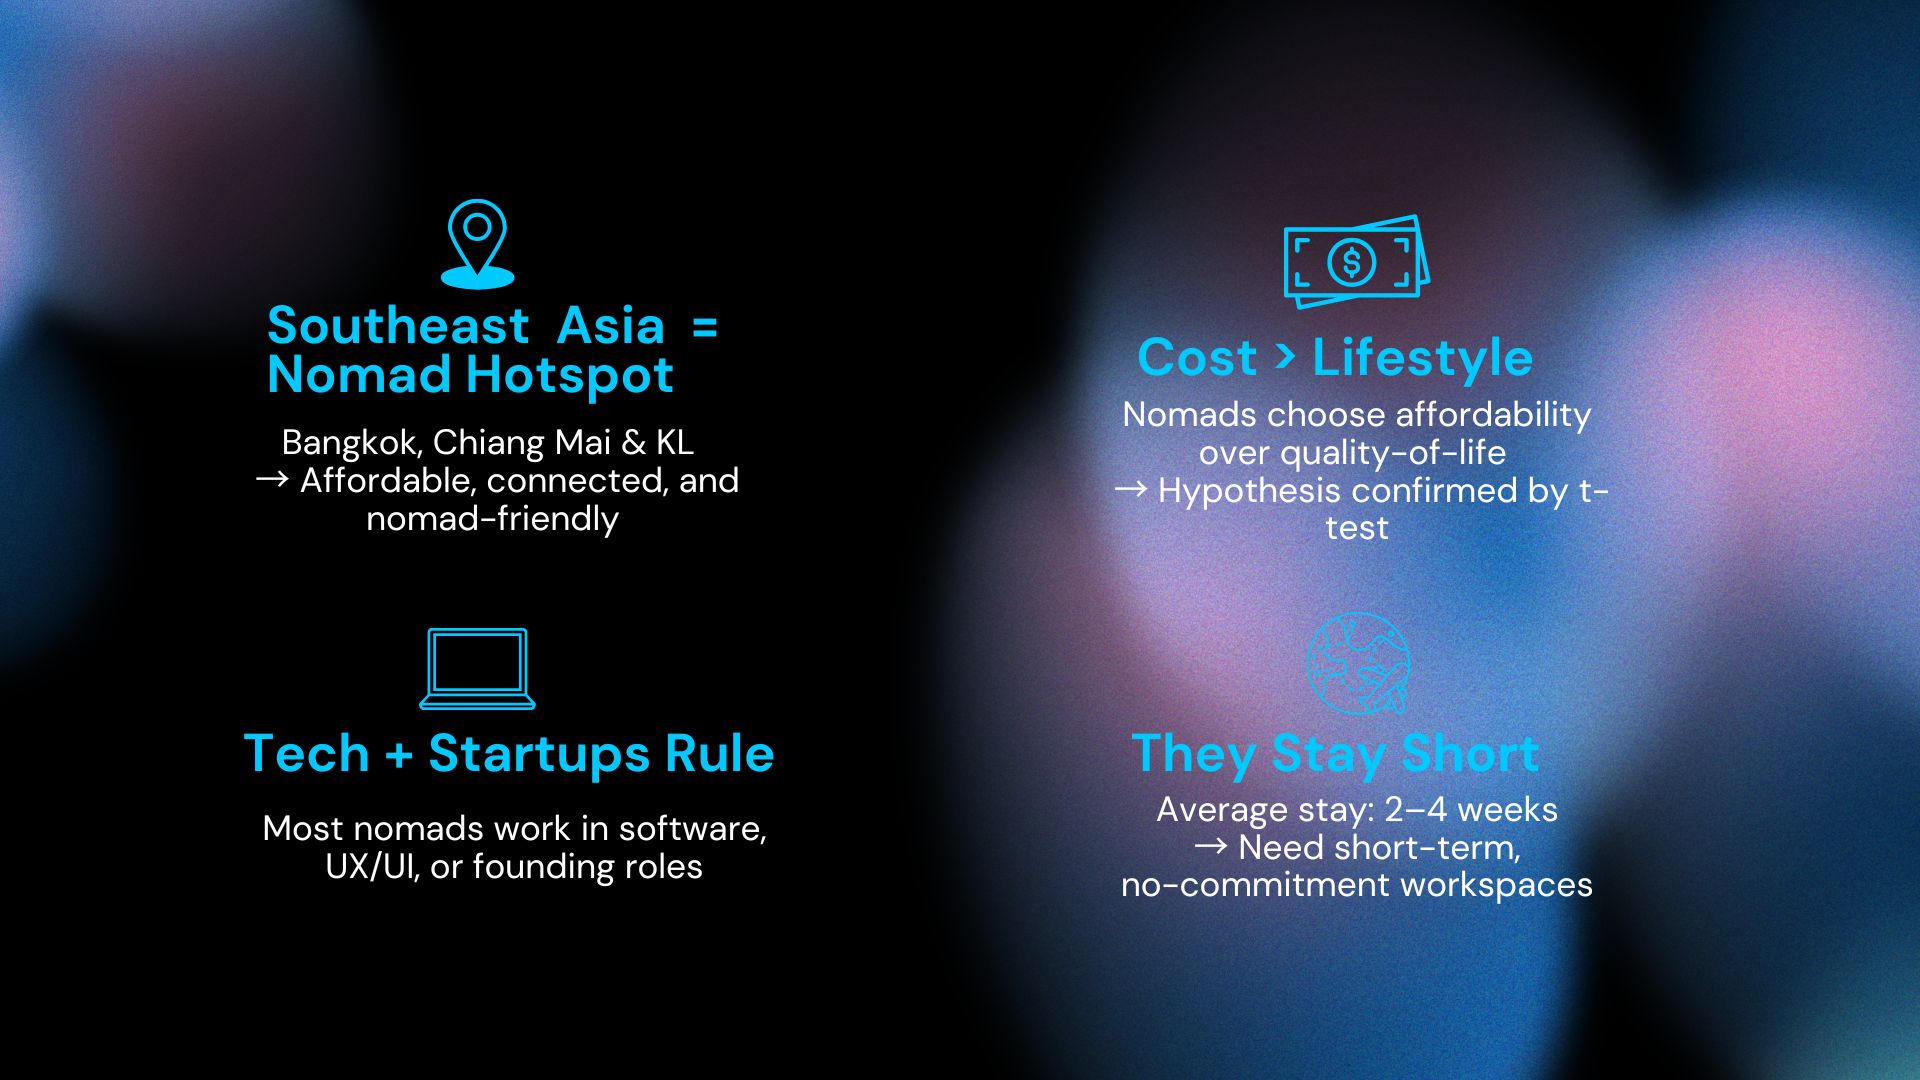 Southeast Asia =
Nomad Hotspot
Bangkok, Chiang Mai & KL
→ Affordable, connected, and
nomad-friendly
$
Cost > Lifestyle
Nomads choose affordability
over quality-of-life
→ Hypothesis confirmed by t-
test
Tech + Startups Rule
Most nomads work in software,
UX/UI, or founding roles
They Stay Short
Average stay: 2–4 weeks
→ Need short-term,
no-commitment workspaces